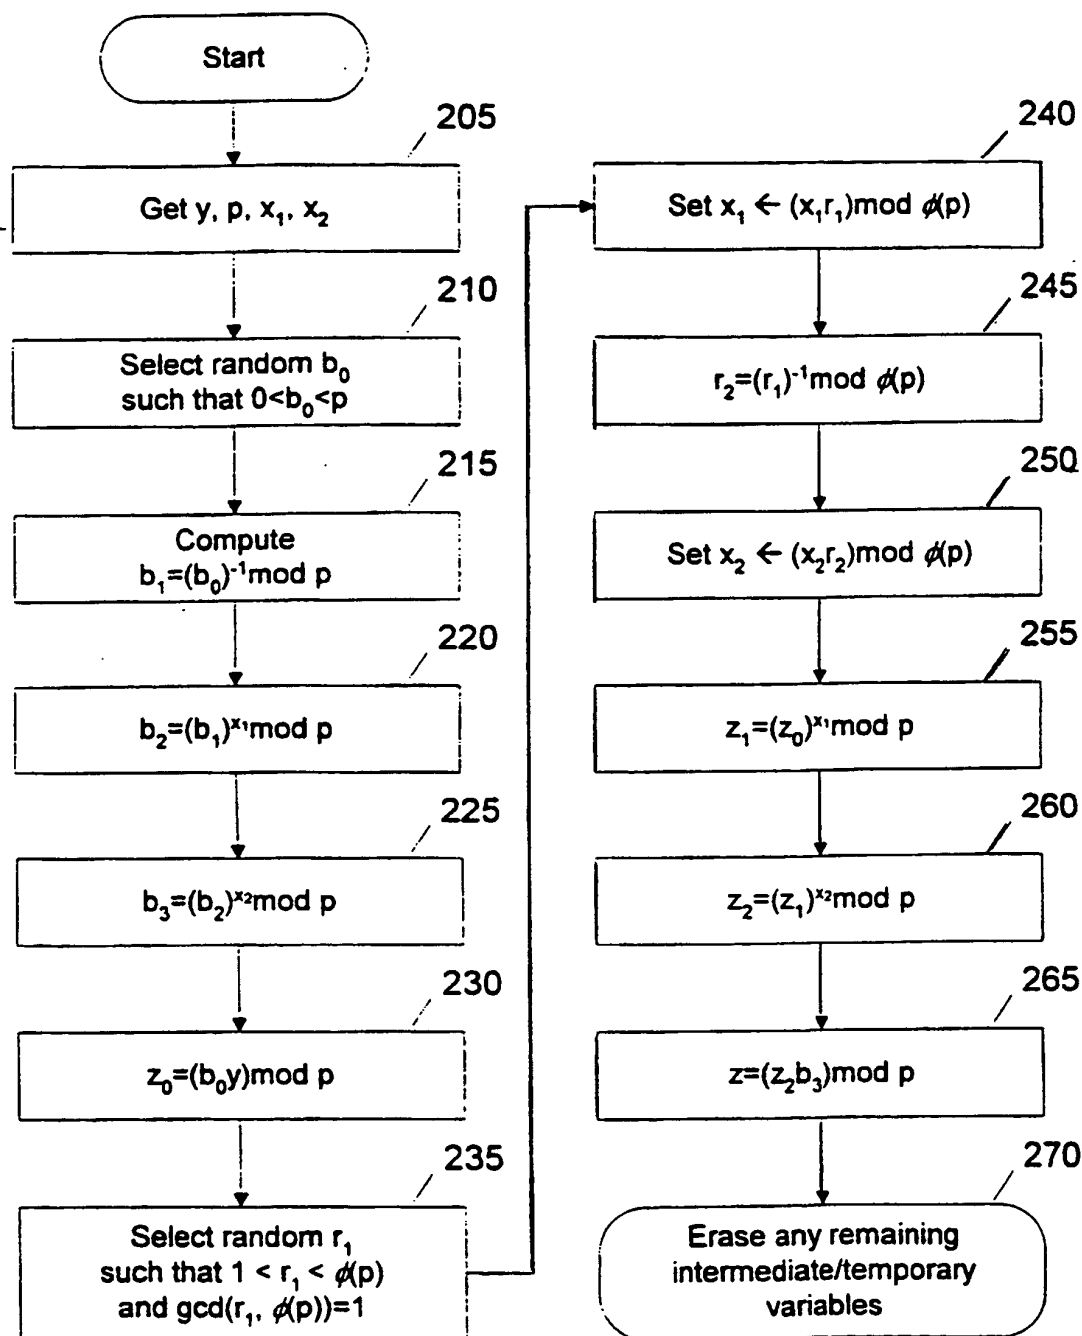 Start
205
Get y, p, x₁, x₂
210
Select random b₀
such that 0<b₀<p
215
Compute
b₁=(b₀)⁻¹mod p
220
b₂=(b₁)^x₁mod p
225
b₃=(b₂)^x₂mod p
230
z₀=(b₀y)mod p
235
Select random r₁
such that 1 < r₁ < ϕ(p)
and gcd(r₁, ϕ(p))=1
240
Set x₁ ← (x₁r₁)mod ϕ(p)
245
r₂=(r₁)⁻¹mod ϕ(p)
250
Set x₂ ← (x₂r₂)mod ϕ(p)
255
z₁=(z₀)^x₁mod p
260
z₂=(z₁)^x₂mod p
265
z=(z₂b₃)mod p
270
Erase any remaining
intermediate/temporary
variables